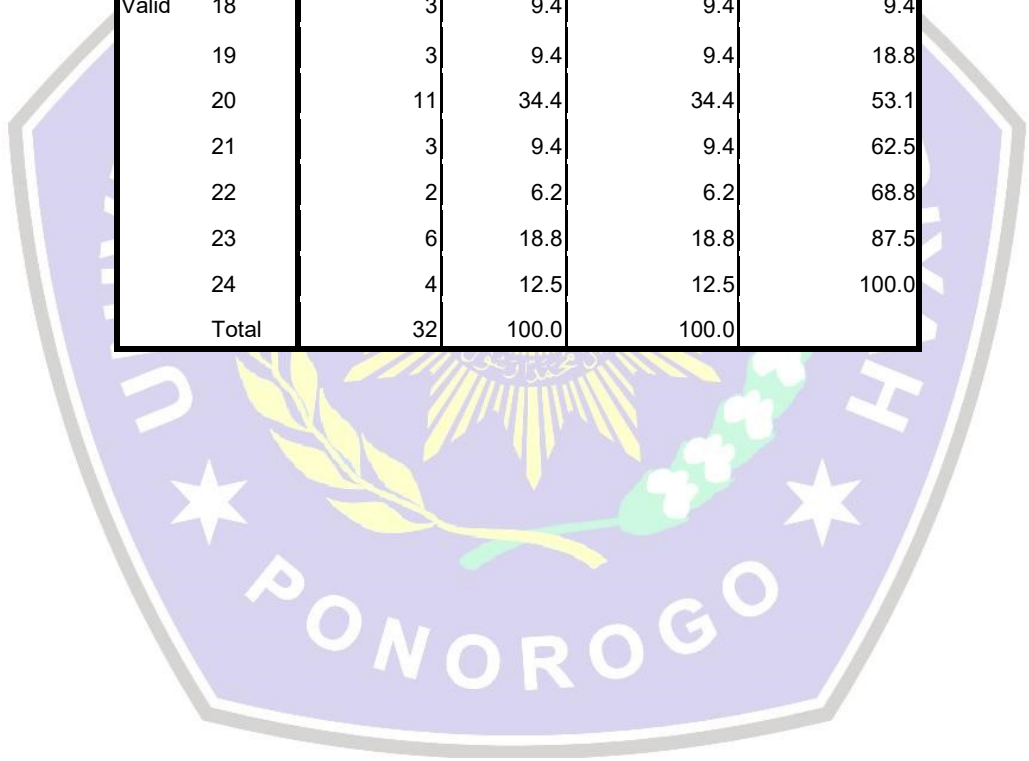 Valid 18 3 9.4 9.4 9.4
19 3 9.4 9.4 18.8
20 11 34.4 34.4 53.1
21 3 9.4 9.4 62.5
22 2 6.2 6.2 68.8
23 6 18.8 18.8 87.5
24 4 12.5 12.5 100.0
Total 32 100.0 100.0
PONOROGO